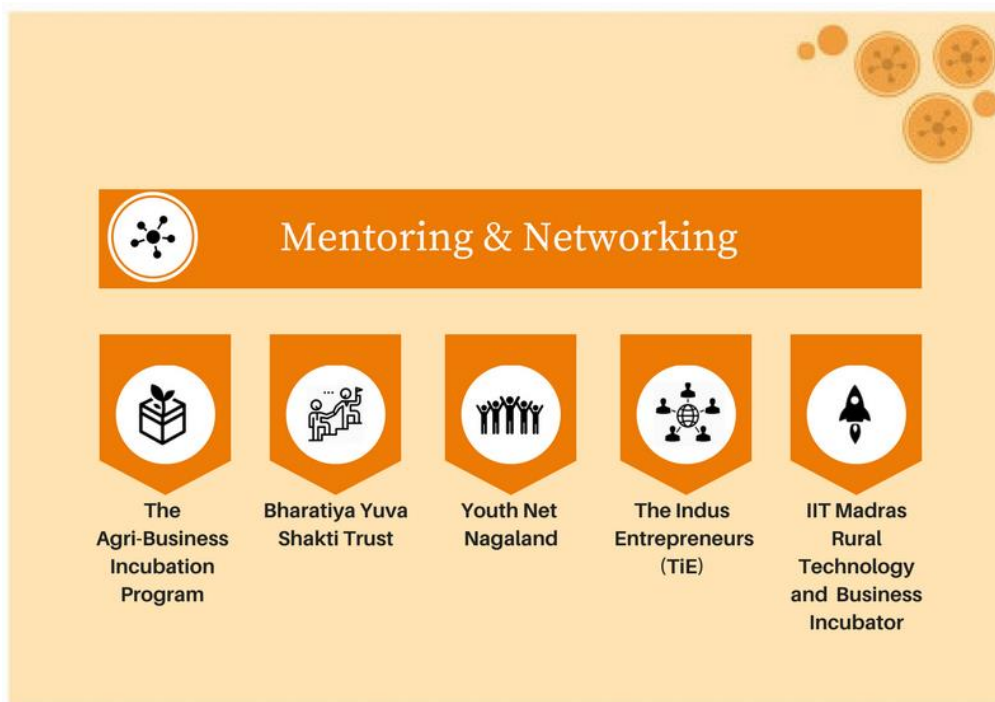 Mentoring & Networking
The
Agri-Business
Incubation
Program
Bharatiya Yuva
Shakti Trust
Youth Net
Nagaland
The Indus
Entrepreneurs
(TiE)
IIT Madras
Rural
Technology
and Business
Incubator